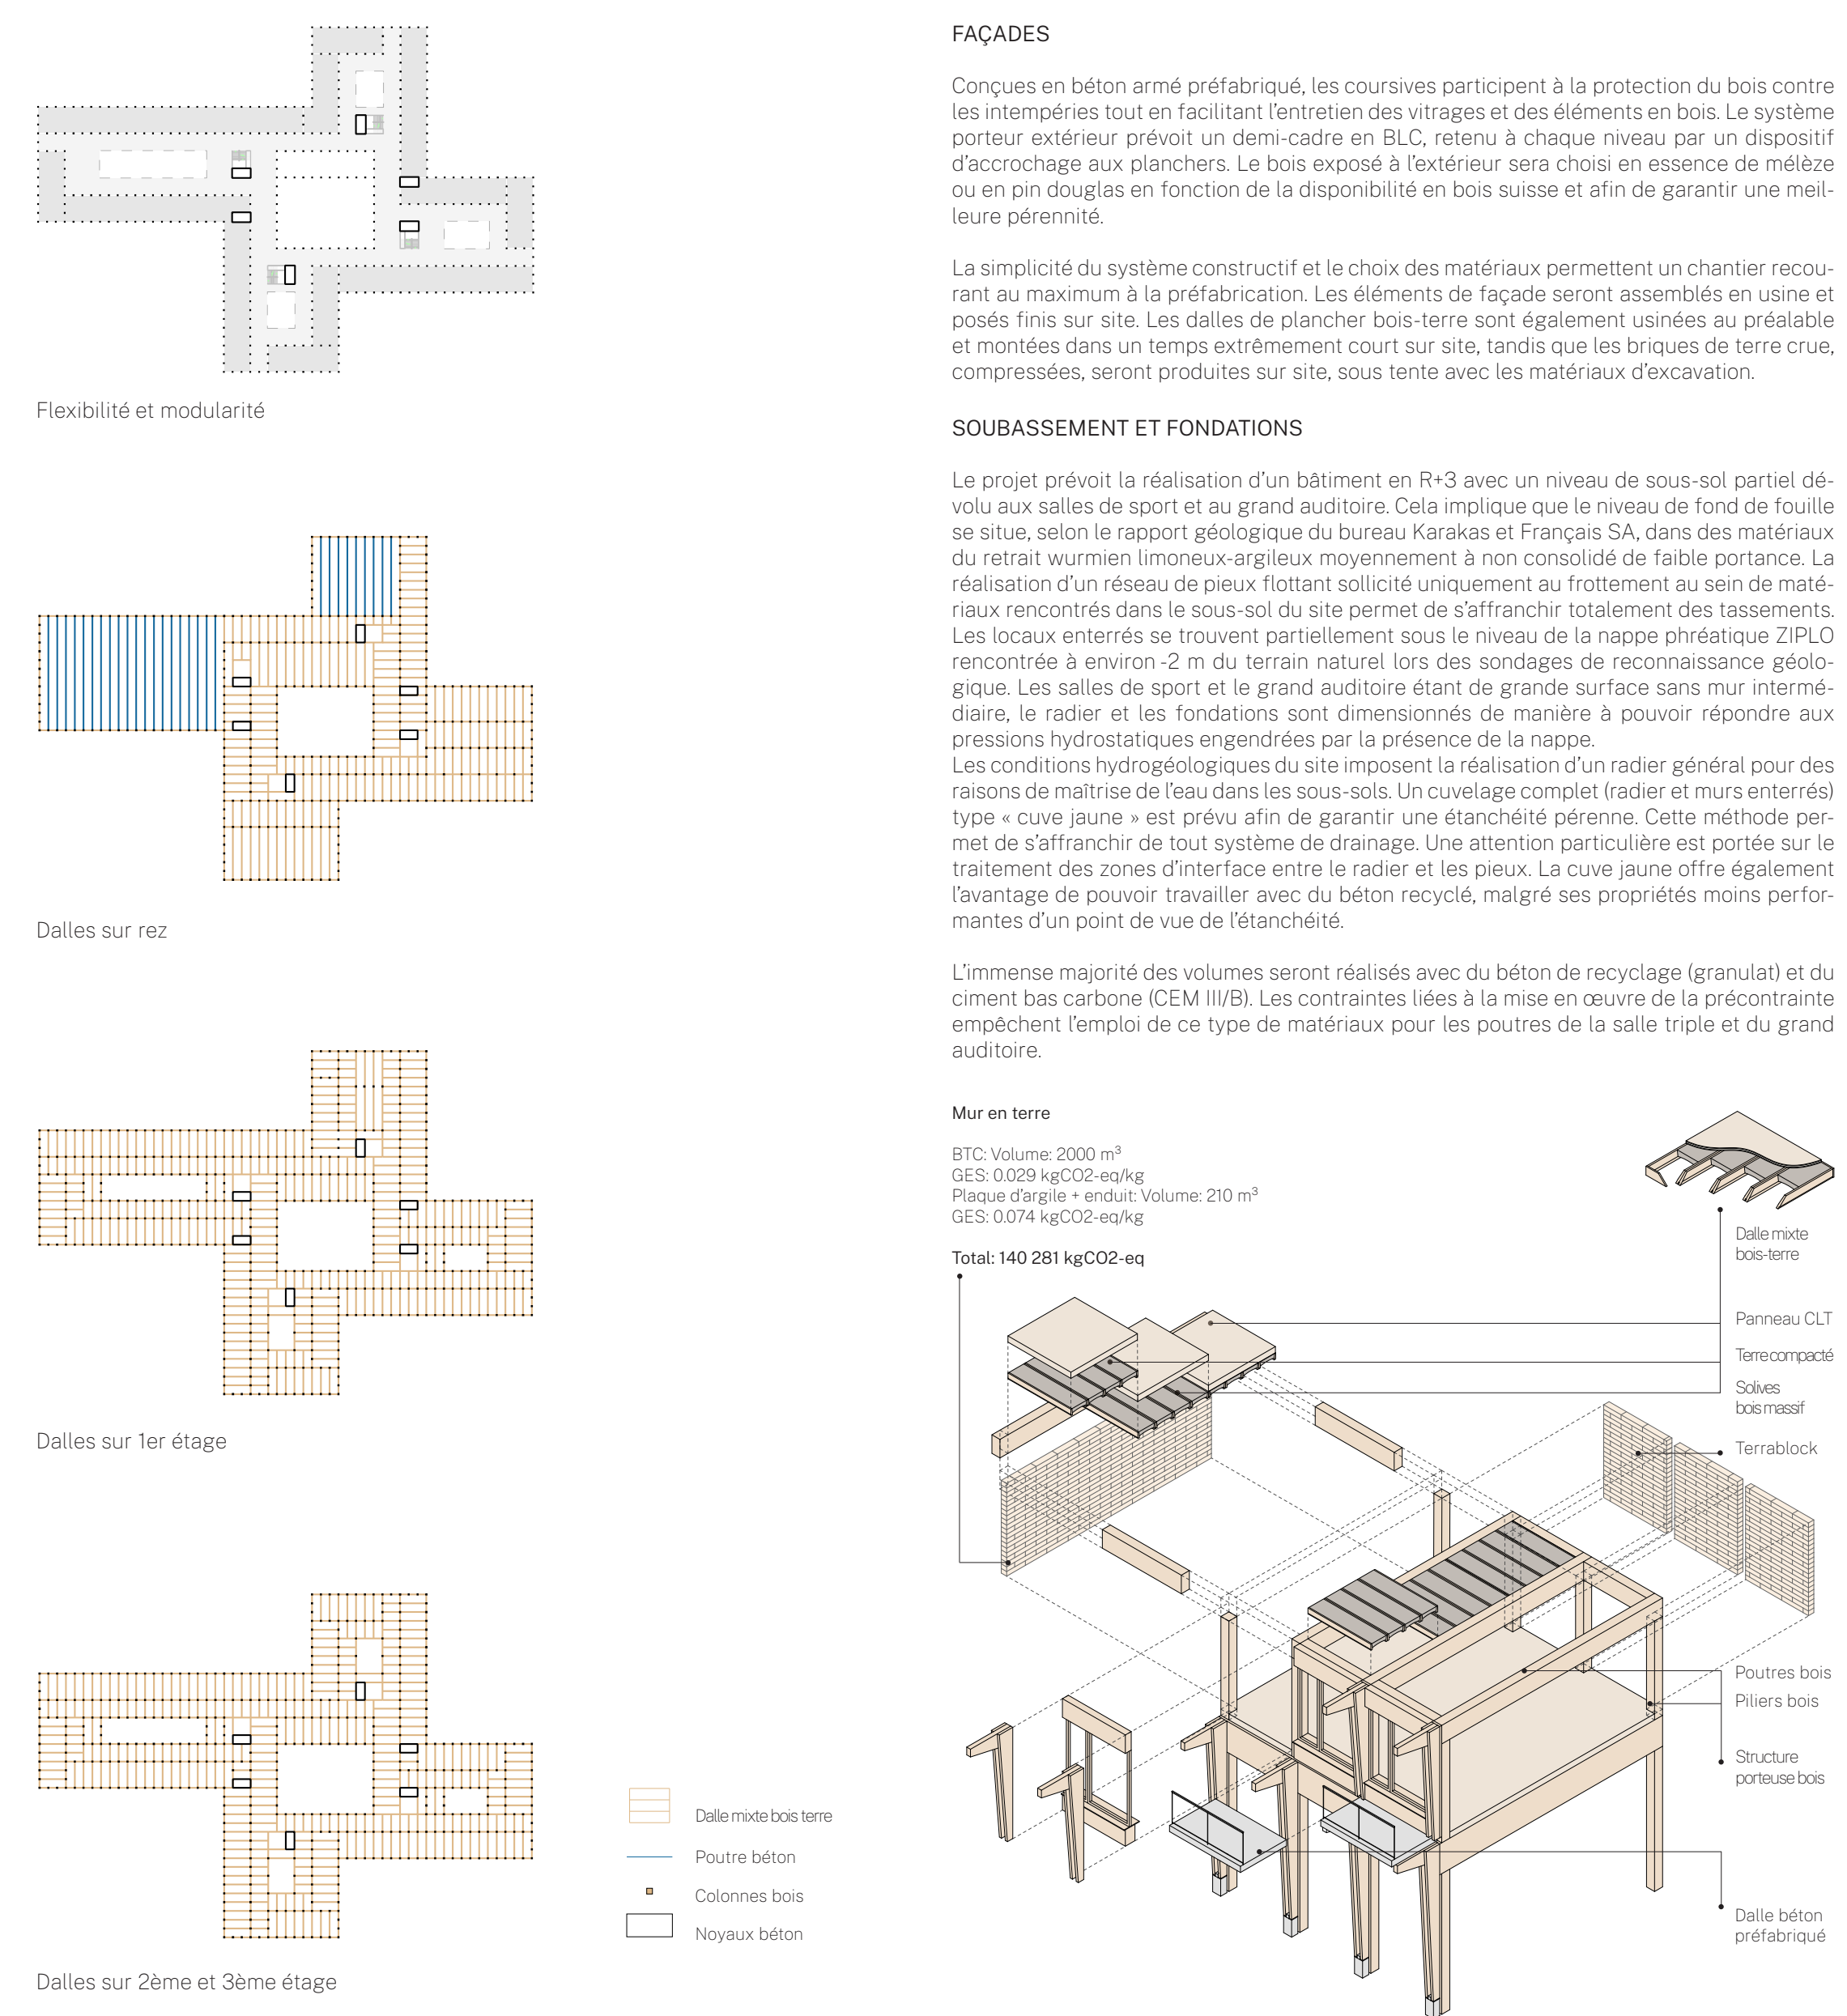 Flexibilité et modularité
Dalles sur rez
Dalles sur 1er étage
Dalles sur 2ème et 3ème étage
Dalle mixte bois terre
Poutre béton
Colonnes bois
Noyaux béton
FAÇADES
Conçues en béton armé préfabriqué, les coursives participent à la protection du bois contre
les intempéries tout en facilitant l’entretien des vitrages et des éléments en bois. Le système
porteur extérieur prévoit un demi-cadre en BLC, retenu à chaque niveau par un dispositif
d’accrochage aux planchers. Le bois exposé à l’extérieur sera choisi en essence de mélèze
ou en pin douglas en fonction de la disponibilité en bois suisse et afin de garantir une meil-
leure pérennité.
La simplicité du système constructif et le choix des matériaux permettent un chantier recou-
rant au maximum à la préfabrication. Les éléments de façade seront assemblés en usine et
posés finis sur site. Les dalles de plancher bois-terre sont également usinées au préalable
et montées dans un temps extrêmement court sur site, tandis que les briques de terre crue,
compressées, seront produites sur site, sous tente avec les matériaux d’excavation.
SOUBASSEMENT ET FONDATIONS
Le projet prévoit la réalisation d’un bâtiment en R+3 avec un niveau de sous-sol partiel dé-
volu aux salles de sport et au grand auditoire. Cela implique que le niveau de fond de fouille
se situe, selon le rapport géologique du bureau Karakas et Français SA, dans des matériaux
du retrait wurmien limoneux-argileux moyennement à non consolidé de faible portance. La
réalisation d’un réseau de pieux flottant sollicité uniquement au frottement au sein de maté-
riaux rencontrés dans le sous-sol du site permet de s’affranchir totalement des tassements.
Les locaux enterrés se trouvent partiellement sous le niveau de la nappe phréatique ZIPLO
rencontrée à environ -2 m du terrain naturel lors des sondages de reconnaissance géolo-
gique. Les salles de sport et le grand auditoire étant de grande surface sans mur intermé-
diaire, le radier et les fondations sont dimensionnés de manière à pouvoir répondre aux
pressions hydrostatiques engendrées par la présence de la nappe.
Les conditions hydrogéologiques du site imposent la réalisation d’un radier général pour des
raisons de maîtrise de l’eau dans les sous-sols. Un cuvelage complet (radier et murs enterrés)
type « cuve jaune » est prévu afin de garantir une étanchéité pérenne. Cette méthode per-
met de s’affranchir de tout système de drainage. Une attention particulière est portée sur le
traitement des zones d’interface entre le radier et les pieux. La cuve jaune offre également
l’avantage de pouvoir travailler avec du béton recyclé, malgré ses propriétés moins perfor-
mantes d’un point de vue de l’étanchéité.
L’immense majorité des volumes seront réalisés avec du béton de recyclage (granulat) et du
ciment bas carbone (CEM III/B). Les contraintes liées à la mise en œuvre de la précontrainte
empêchent l’emploi de ce type de matériaux pour les poutres de la salle triple et du grand
auditoire.
Mur en terre
BTC: Volume: 2000 m³
GES: 0.029 kgCO2-eq/kg
Plaque d’argile + enduit: Volume: 210 m³
GES: 0.074 kgCO2-eq/kg
Total: 140 281 kgCO2-eq
Dalle mixte
bois-terre
Panneau CLT
Terre compacté
Solives
bois massif
Terrablock
Poutres bois
Piliers bois
Structure
porteuse bois
Dalle béton
préfabriqué